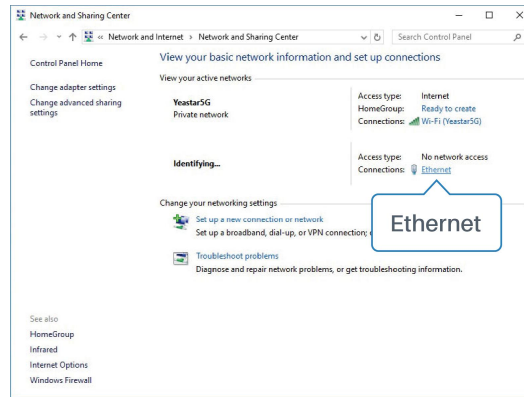 Network and Sharing Center
« Network and Internet › Network and Sharing Center
Search Control Panel
Control Panel Home
Change adapter settings
Change advanced sharing
settings
View your basic network information and set up connections
View your active networks
Yeastar5G
Private network
Access type: Internet
HomeGroup: Ready to create
Connections: Wi-Fi (Yeastar5G)
Identifying...
Access type: No network access
Connections: Ethernet
Ethernet
Change your networking settings
Set up a new connection or network
Set up a broadband, dial-up, or VPN connection;
Troubleshoot problems
Diagnose and repair network problems, or get troubleshooting information.
See also
HomeGroup
Infrared
Internet Options
Windows Firewall